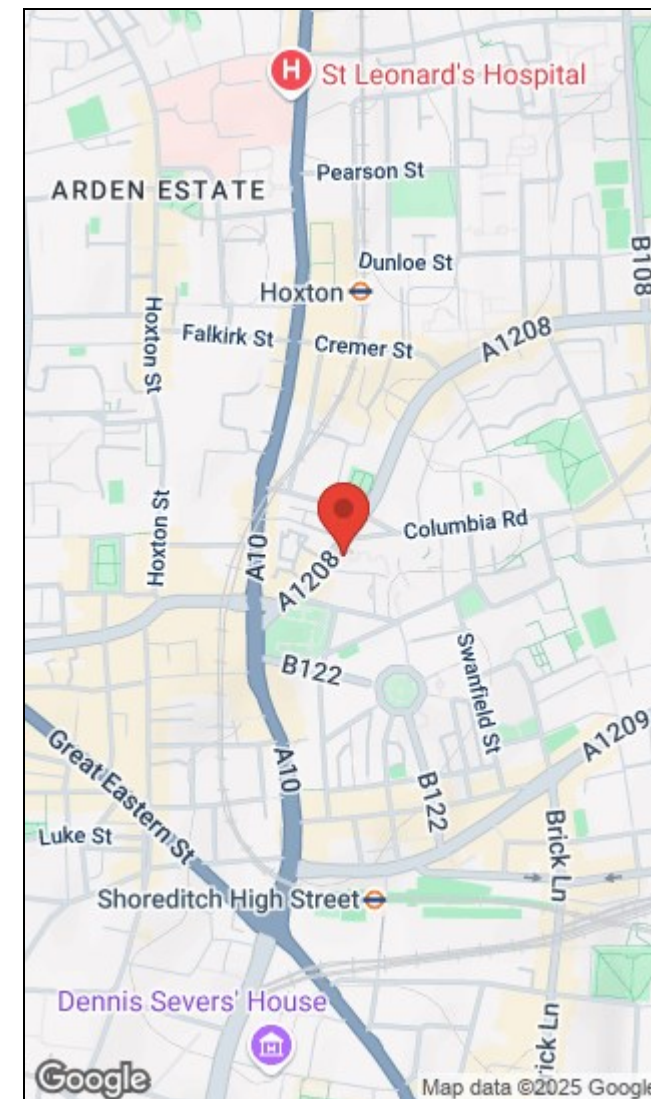 H
St Leonard's Hospital
Pearson St
ARDEN ESTATE
Dunloe St
B108
Hoxton
Hoxton St
Falkirk St
Cremer St
A1208
Columbia Rd
Hoxton St
A10
A1208
Swanfield St
B122
A1209
Great Eastern St
A10
B122
Luke St
Brick Ln
Shoreditch High Street
Dennis Severs' House
Google
Map data ©2025 Google